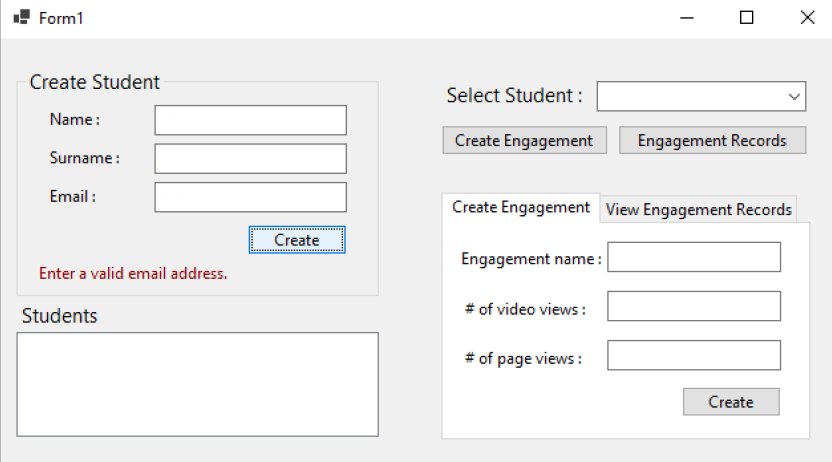 Form1
Create Student
Name :
Surname :
Email :
Create
Enter a valid email address.
Students
Select Student :
Create Engagement
Engagement Records
Create Engagement
View Engagement Records
Engagement name :
# of video views :
# of page views :
Create